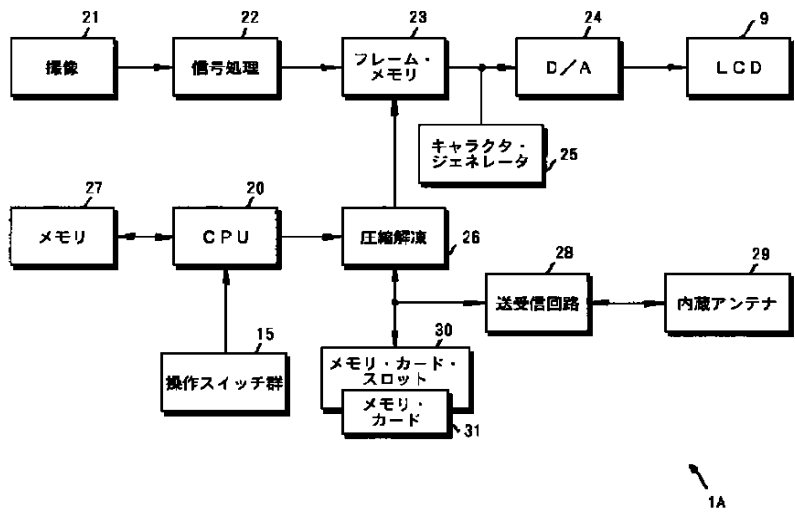 21
22
23
24
9
撮像
信号処理
フレーム・
メモリ
D/A
LCD
キャラクタ・
ジェネレータ
25
27
20
メモリ
CPU
圧縮解凍
26
28
29
送受信回路
内蔵アンテナ
15
操作スイッチ群
30
メモリ・カード・
スロット
メモリ・
カード
31
1A